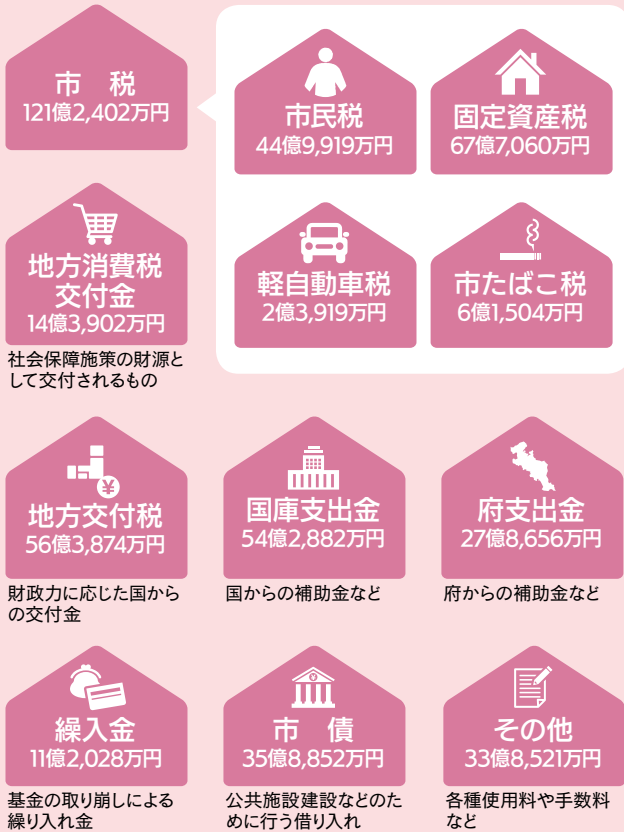 市　税
121億2,402万円
市民税
44億9,919万円
固定資産税
67億7,060万円
軽自動車税
2億3,919万円
市たばこ税
6億1,504万円
地方消費税
交付金
14億3,902万円
社会保障施策の財源と
して交付されるもの
¥
地方交付税
56億3,874万円
財政力に応じた国から
の交付金
国庫支出金
54億2,882万円
国からの補助金など
府支出金
27億8,656万円
府からの補助金など
繰入金
11億2,028万円
基金の取り崩しによる
繰り入れ金
¥
市　債
35億8,852万円
公共施設建設などのた
めに行う借り入れ
その他
33億8,521万円
各種使用料や手数料
など